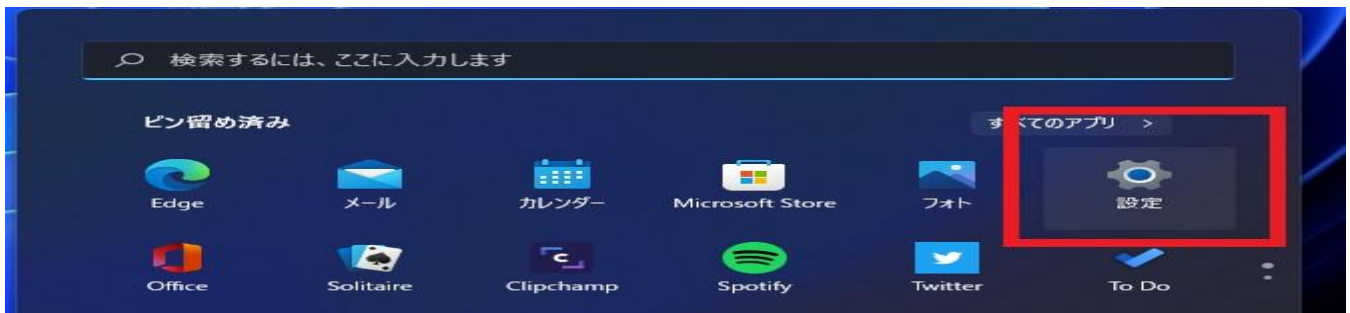 検索するには、ここに入力します
ピン留め済み
すべてのアプリ >
Edge
メール
カレンダー
Microsoft Store
フォト
設定
Office
Solitaire
Clipchamp
Spotify
Twitter
To Do